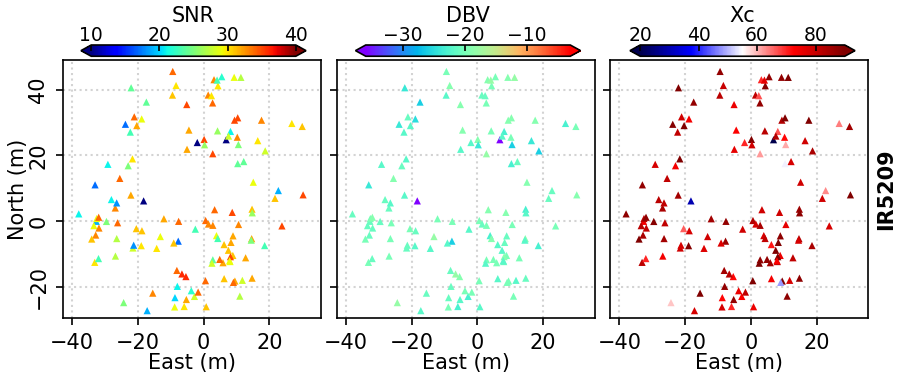 SNR DBV Xc
10 20 30 40 −30 −20 −10 20 40 60 80
40
20
0
−20
North (m)
IR5209
−40 −20 0 20 −40 −20 0 20 −40 −20 0 20
East (m) East (m) East (m)